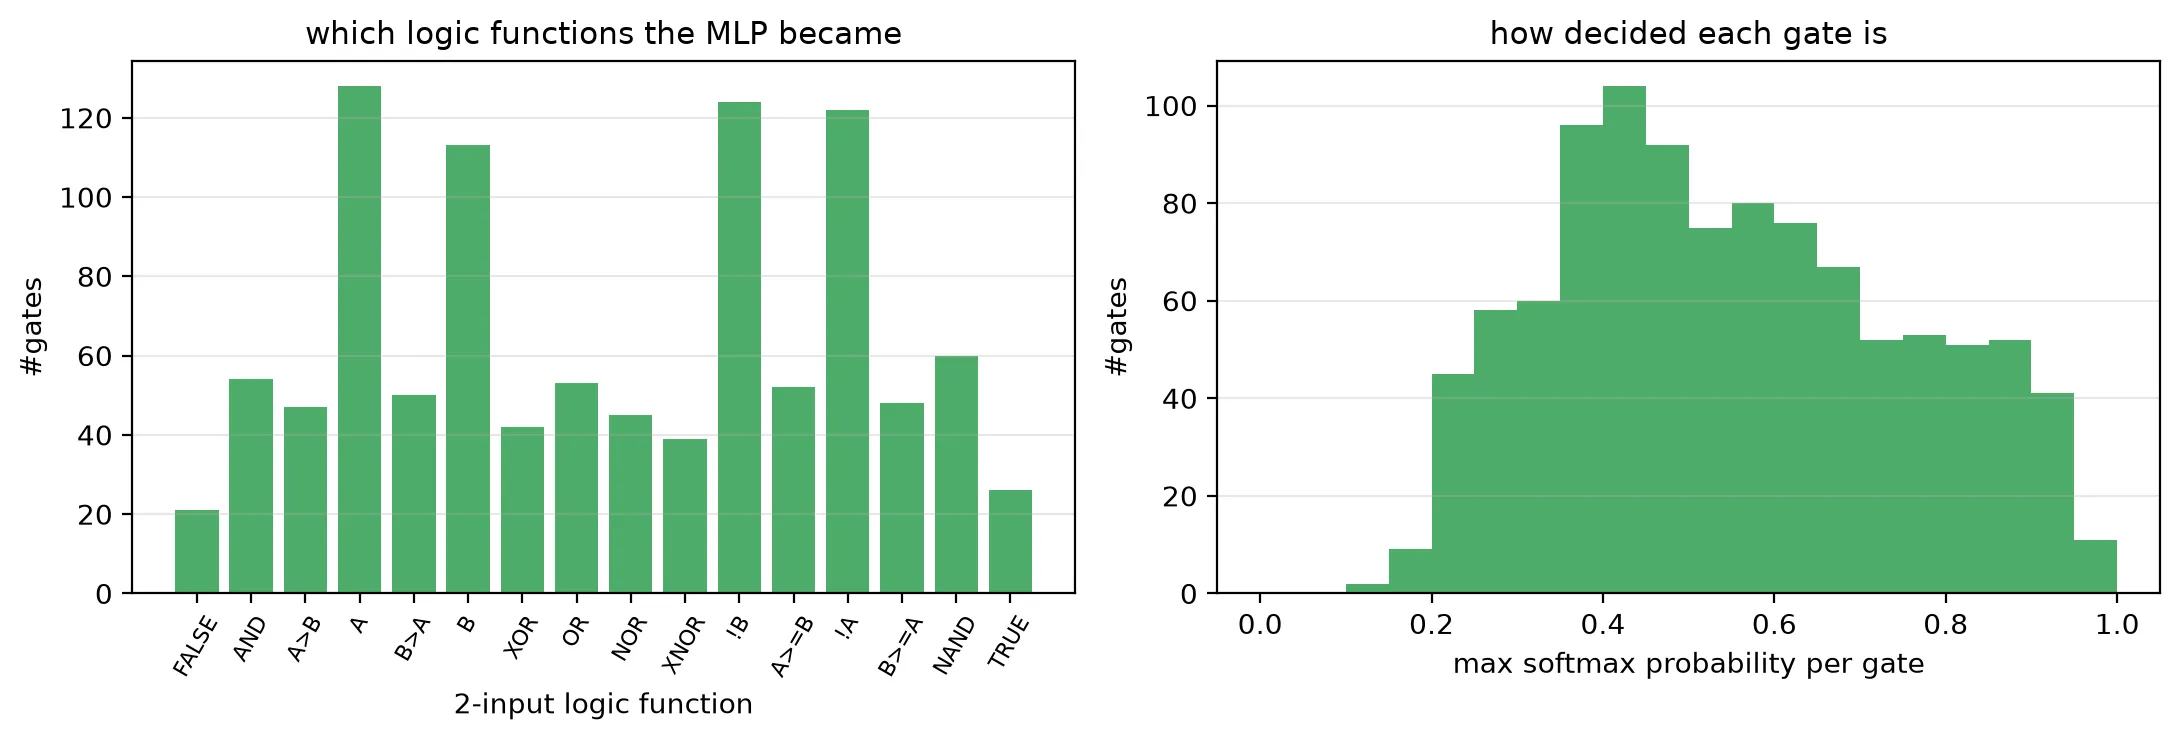 which logic functions the MLP became
#gates
120
100
80
60
40
20
0
FALSE
AND
A>B
A
B>A
B
XOR
OR
NOR
XNOR
!B
A>=B
!A
B>=A
NAND
TRUE
2-input logic function
how decided each gate is
#gates
100
80
60
40
20
0
0.0
0.2
0.4
0.6
0.8
1.0
max softmax probability per gate